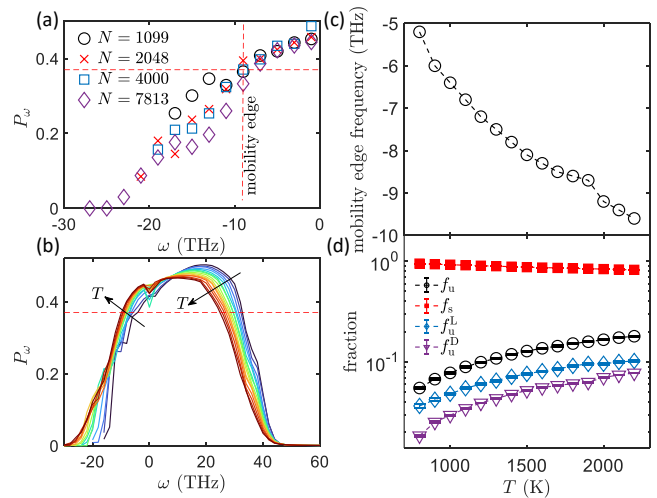 (a)
N = 1099
N = 2048
N = 4000
N = 7813
mobility edge
0.4
0.2
0
P_ω
-30 -20 -10 0
ω (THz)
(b)
T
T
0.4
0.2
0
P_ω
-20 0 20 40 60
ω (THz)
(c)
-5
-6
-7
-8
-9
-10
mobility edge frequency (THz)
(d)
10^0
10^-1
f_u
f_s
f_u^L
f_u^D
fraction
1000 1500 2000
T (K)